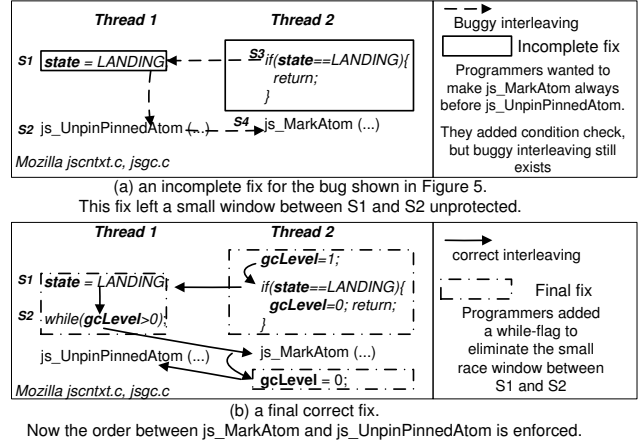 Thread 1
Thread 2
S1 state = LANDING
S3 if(state==LANDING){
return;
}
S2 js_UnpinPinnedAtom (...)
S4 js_MarkAtom (...)
Mozilla jscntxt.c, jsgc.c
Buggy interleaving
Incomplete fix
Programmers wanted to
make js_MarkAtom always
before js_UnpinPinnedAtom.
They added condition check,
but buggy interleaving still
exists
(a) an incomplete fix for the bug shown in Figure 5.
This fix left a small window between S1 and S2 unprotected.
Thread 1
Thread 2
gcLevel=1;
S1 state = LANDING;
if(state==LANDING){
gcLevel=0; return;
}
S2 while(gcLevel>0);
js_UnpinPinnedAtom (...)
js_MarkAtom (...)
gcLevel = 0;
Mozilla jscntxt.c, jsgc.c
correct interleaving
Final fix
Programmers added
a while-flag to
eliminate the small
race window between
S1 and S2
(b) a final correct fix.
Now the order between js_MarkAtom and js_UnpinPinnedAtom is enforced.